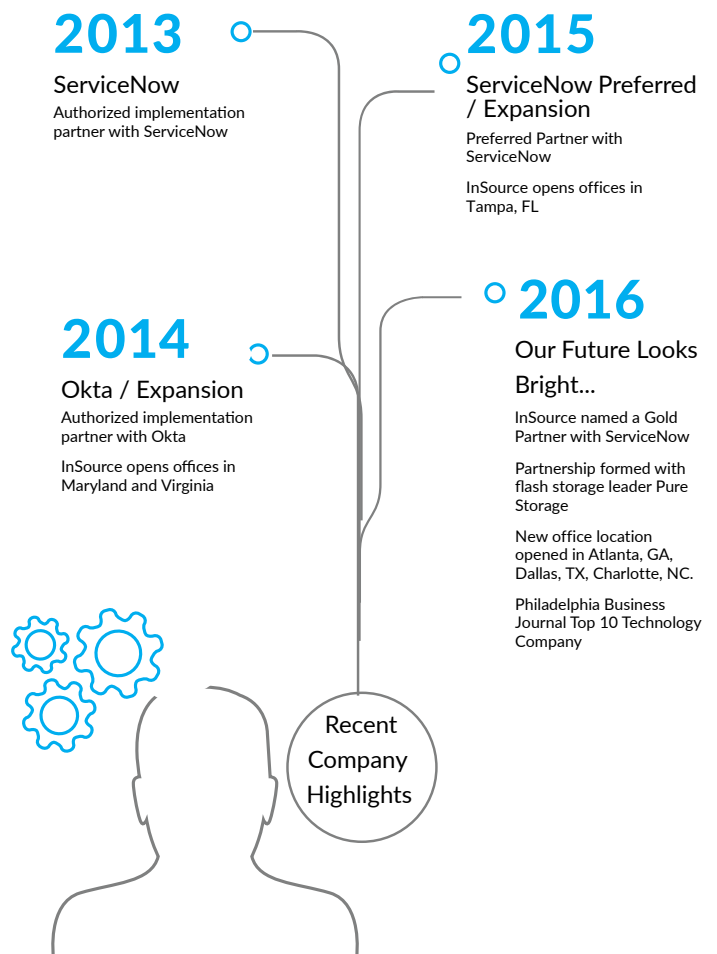 2013
ServiceNow
Authorized implementation
partner with ServiceNow
2014
Okta / Expansion
Authorized implementation
partner with Okta
InSource opens offices in
Maryland and Virginia
2015
ServiceNow Preferred
/ Expansion
Preferred Partner with
ServiceNow
InSource opens offices in
Tampa, FL
2016
Our Future Looks
Bright...
InSource named a Gold
Partner with ServiceNow
Partnership formed with
flash storage leader Pure
Storage
New office location
opened in Atlanta, GA,
Dallas, TX, Charlotte, NC.
Philadelphia Business
Journal Top 10 Technology
Company
Recent
Company
Highlights